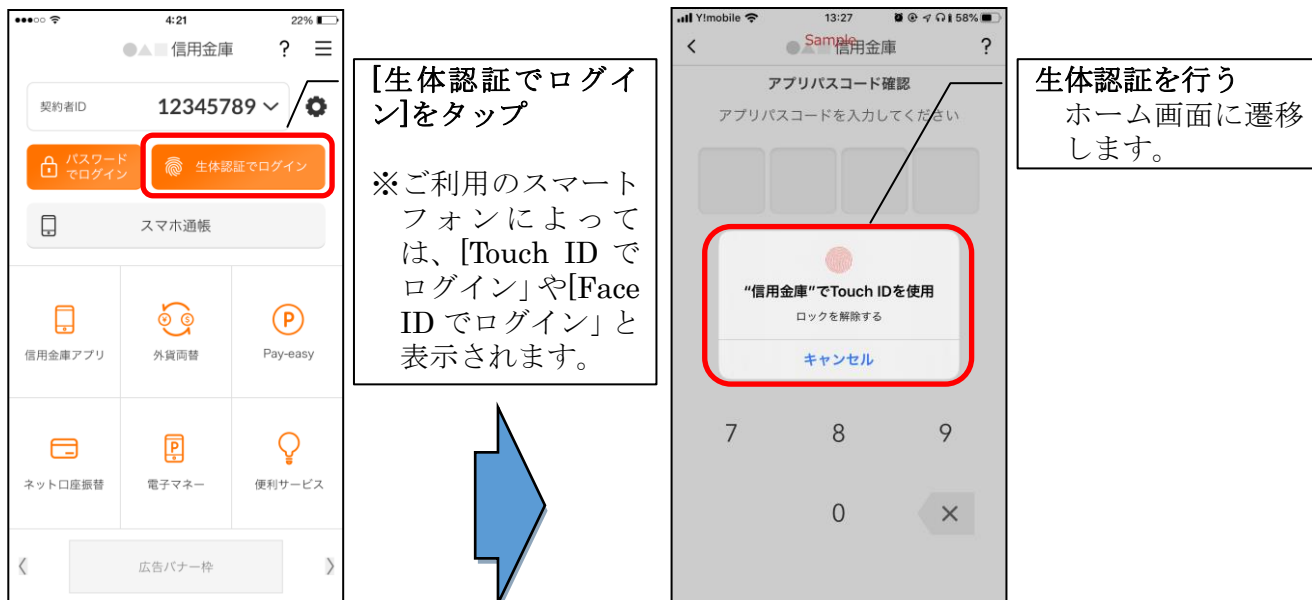 4:21
22%
●▲■信用金庫
?
契約者ID
12345789
パスワード
でログイン
生体認証でログイン
スマホ通帳
信用金庫アプリ
外貨両替
Pay-easy
ネット口座振替
電子マネー
便利サービス
広告バナー枠
[生体認証でログイ
ン]をタップ
※ご利用のスマート
フォンによって
は、[Touch ID で
ログイン」や[Face
ID でログイン」と
表示されます。
Y!mobile
13:27
58%
●▲■信用金庫
Sample
?
アプリパスコード確認
アプリパスコードを入力してください
“信用金庫”でTouch IDを使用
ロックを解除する
キャンセル
7 8 9
0
生体認証を行う
ホーム画面に遷移
します。